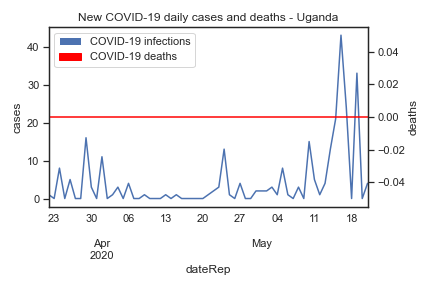 New COVID-19 daily cases and deaths - Uganda
COVID-19 infections
COVID-19 deaths
cases
40
30
20
10
0
deaths
0.04
0.02
0.00
−0.02
−0.04
23 30 06 13 20 27 04 11 18
Apr May
2020
dateRep